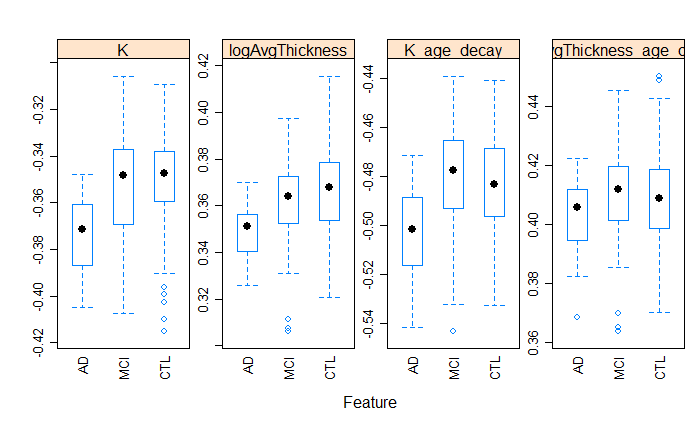 K
logAvgThickness
K_age_decay
-0.32
-0.34
-0.36
-0.38
-0.40
-0.42
0.42
0.40
0.38
0.36
0.34
0.32
-0.44
-0.46
-0.48
-0.50
-0.52
-0.54
0.44
0.42
0.40
0.38
0.36
AD
MCI
CTL
AD
MCI
CTL
AD
MCI
CTL
AD
MCI
CTL
Feature